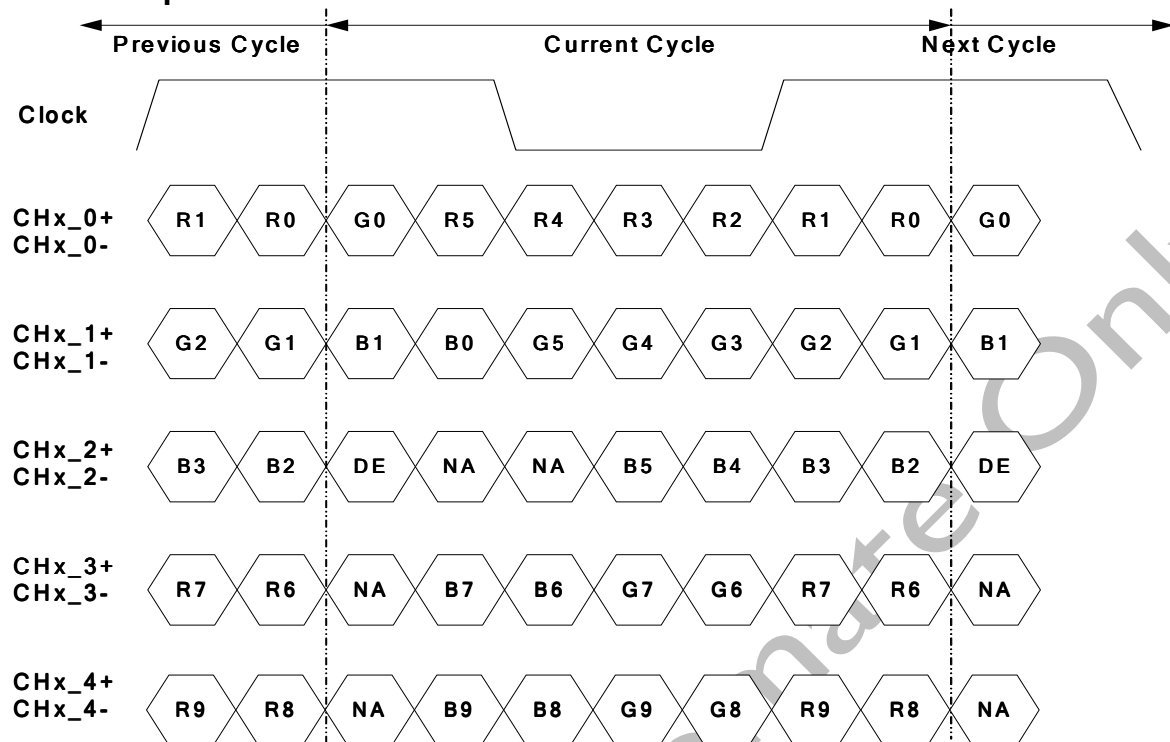 Previous Cycle Current Cycle Next Cycle
Clock
CHx_0+ R1 R0 G0 R5 R4 R3 R2 R1 R0 G0
CHx_0-
CHx_1+ G2 G1 B1 B0 G5 G4 G3 G2 G1 B1
CHx_1-
CHx_2+ B3 B2 DE NA NA B5 B4 B3 B2 DE
CHx_2-
CHx_3+ R7 R6 NA B7 B6 G7 G6 R7 R6 NA
CHx_3-
CHx_4+ R9 R8 NA B9 B8 G9 G8 R9 R8 NA
CHx_4-